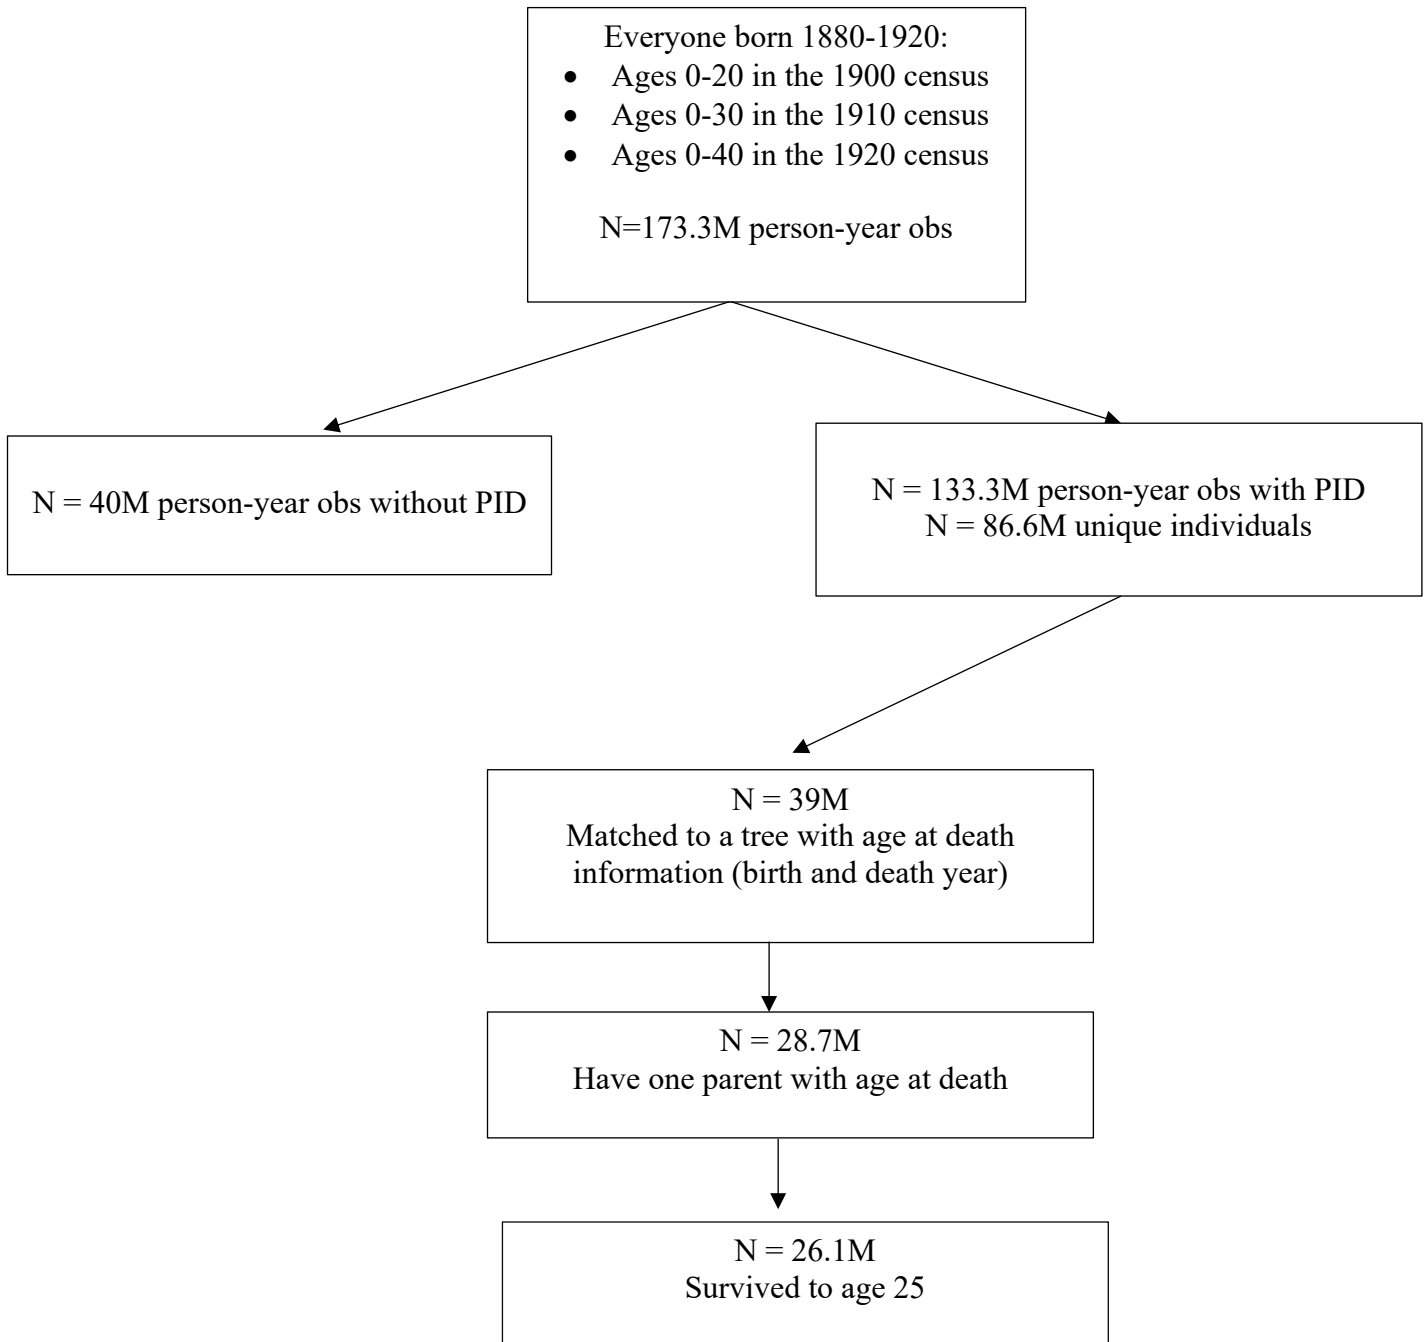 Everyone born 1880-1920:
• Ages 0-20 in the 1900 census
• Ages 0-30 in the 1910 census
• Ages 0-40 in the 1920 census
N=173.3M person-year obs
N = 40M person-year obs without PID
N = 133.3M person-year obs with PID
N = 86.6M unique individuals
N = 39M
Matched to a tree with age at death
information (birth and death year)
N = 28.7M
Have one parent with age at death
N = 26.1M
Survived to age 25